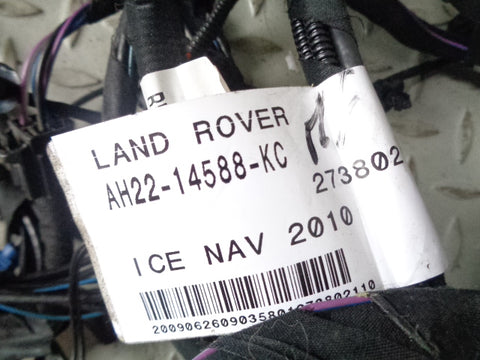 LAND ROVER
AH22-14588-KC
273802
ICE NAV 2010